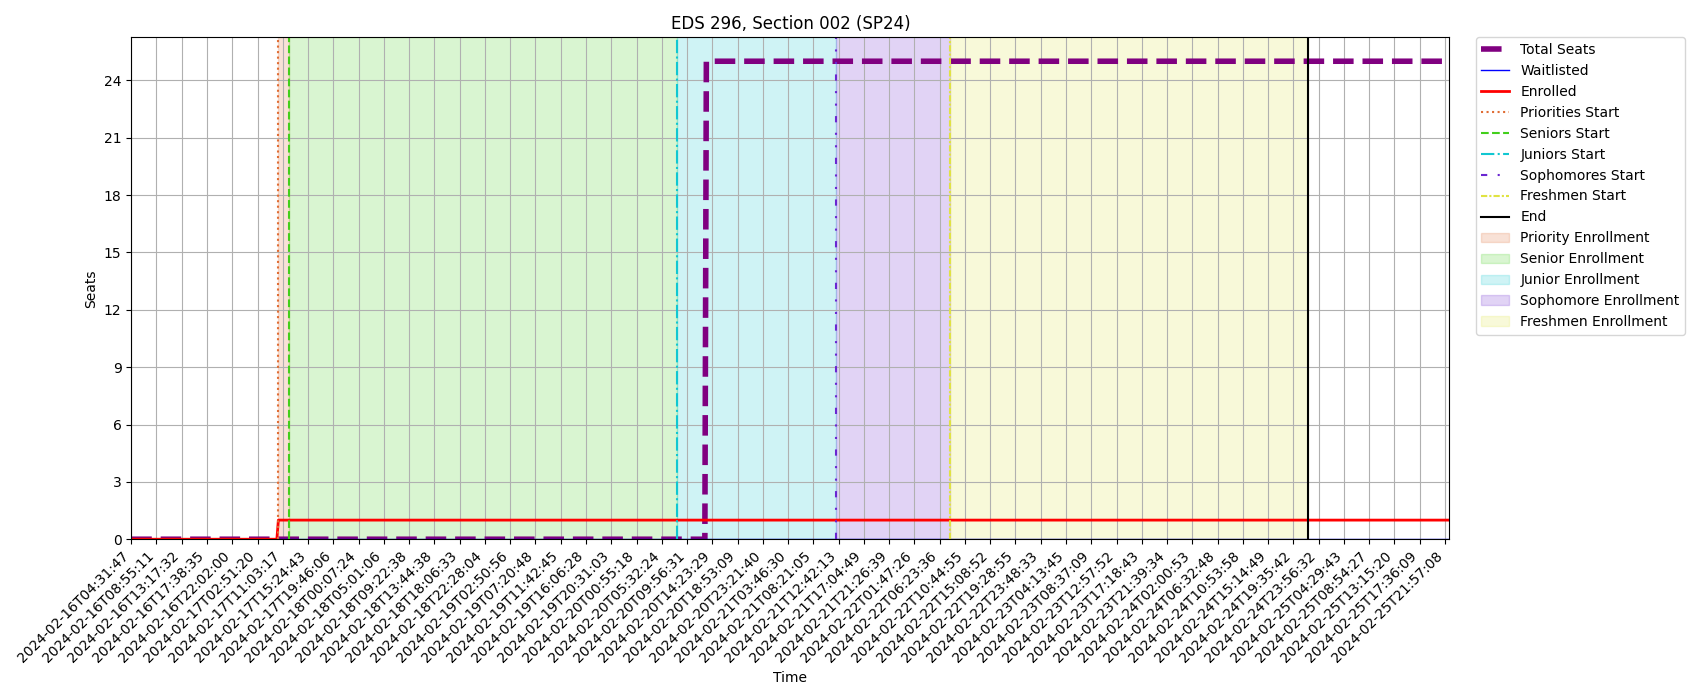 EDS 296, Section 002 (SP24)
Seats
24
21
18
15
12
9
6
3
0
2024-02-16T04:31:47
2024-02-16T08:55:11
2024-02-16T13:17:32
2024-02-16T17:38:35
2024-02-16T22:02:00
2024-02-17T02:51:20
2024-02-17T11:03:17
2024-02-17T15:24:43
2024-02-17T19:46:06
2024-02-18T00:07:24
2024-02-18T05:01:06
2024-02-18T09:22:38
2024-02-18T13:44:38
2024-02-18T18:06:33
2024-02-18T22:28:04
2024-02-19T02:50:56
2024-02-19T07:20:48
2024-02-19T11:42:45
2024-02-19T16:06:28
2024-02-19T20:31:03
2024-02-20T00:55:18
2024-02-20T05:32:24
2024-02-20T09:56:31
2024-02-20T14:23:29
2024-02-20T18:53:09
2024-02-20T23:21:40
2024-02-21T03:46:30
2024-02-21T08:21:05
2024-02-21T12:42:13
2024-02-21T17:04:49
2024-02-21T21:26:39
2024-02-22T01:47:26
2024-02-22T06:23:36
2024-02-22T10:44:55
2024-02-22T15:08:52
2024-02-22T19:28:55
2024-02-22T23:48:33
2024-02-23T04:13:45
2024-02-23T08:37:09
2024-02-23T12:57:52
2024-02-23T17:18:43
2024-02-23T21:39:34
2024-02-24T02:00:53
2024-02-24T06:32:48
2024-02-24T10:53:58
2024-02-24T15:14:49
2024-02-24T19:35:42
2024-02-24T23:56:32
2024-02-25T04:29:43
2024-02-25T08:54:27
2024-02-25T13:15:20
2024-02-25T17:36:09
2024-02-25T21:57:08
Time
Total Seats
Waitlisted
Enrolled
Priorities Start
Seniors Start
Juniors Start
Sophomores Start
Freshmen Start
End
Priority Enrollment
Senior Enrollment
Junior Enrollment
Sophomore Enrollment
Freshmen Enrollment